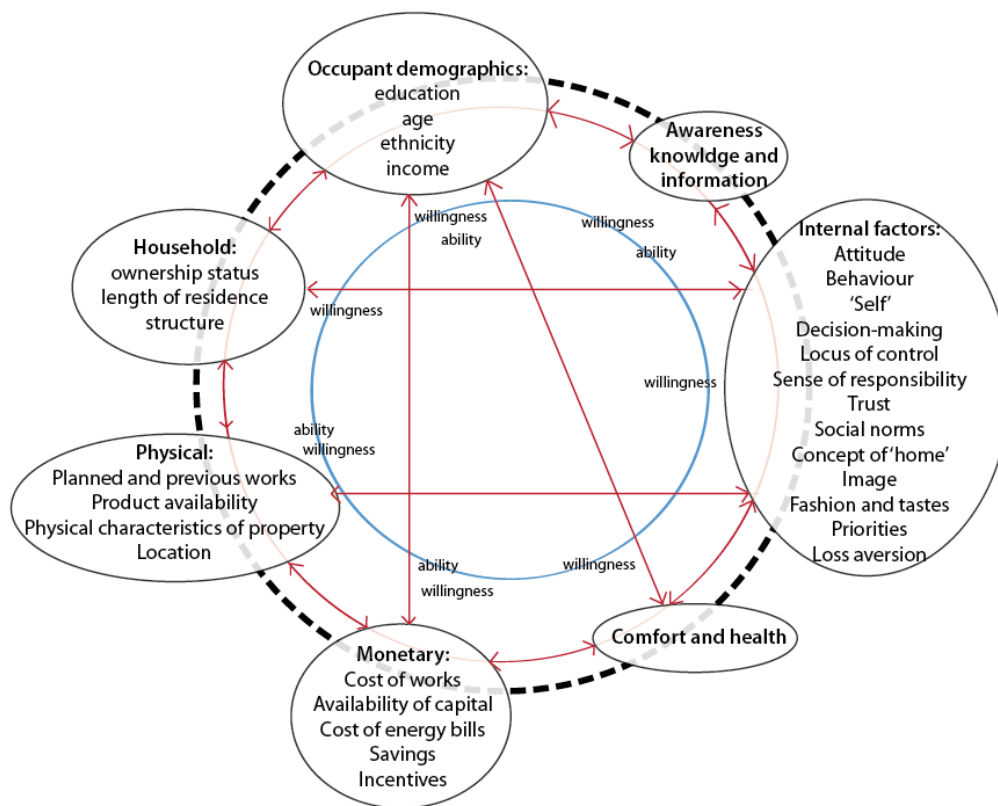 Occupant demographics:
education
age
ethnicity
income
Awareness
knowldge and
information
Household:
ownership status
length of residence
structure
Internal factors:
Attitude
Behaviour
‘Self’
Decision-making
Locus of control
Sense of responsibility
Trust
Social norms
Concept of ‘home’
Image
Fashion and tastes
Priorities
Loss aversion
willingness
ability
willingness
ability
willingness
willingness
ability
willingness
Physical:
Planned and previous works
Product availability
Physical characteristics of property
Location
ability
willingness
willingness
Comfort and health
Monetary:
Cost of works
Availability of capital
Cost of energy bills
Savings
Incentives